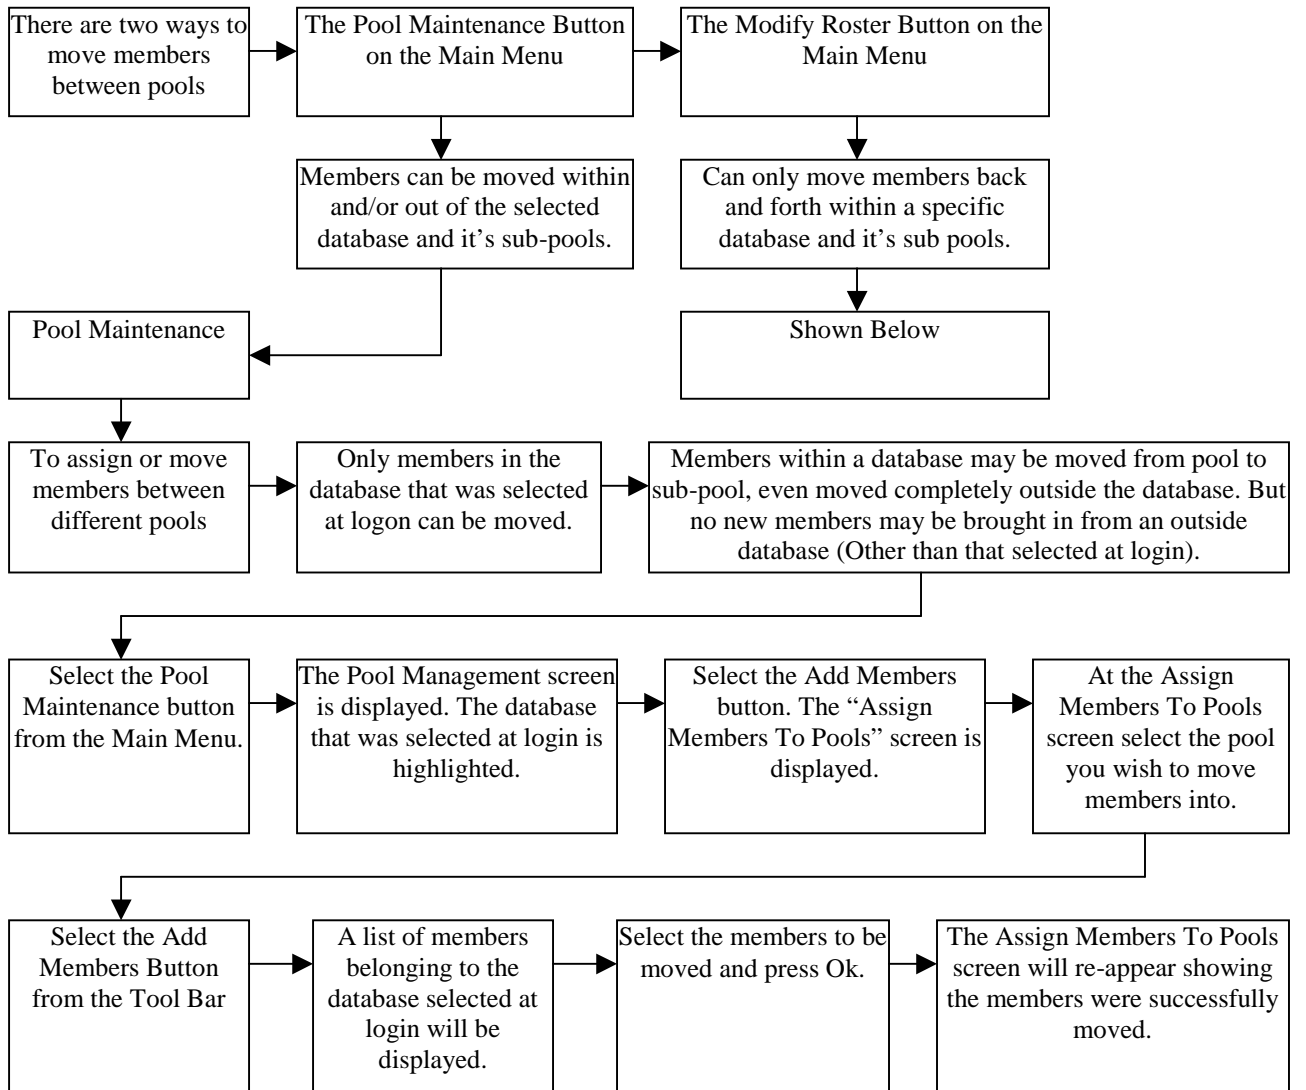 There are two ways to
move members
between pools
The Pool Maintenance Button
on the Main Menu
The Modify Roster Button on the
Main Menu
Members can be moved within
and/or out of the selected
database and it’s sub-pools.
Can only move members back
and forth within a specific
database and it’s sub pools.
Pool Maintenance
Shown Below
To assign or move
members between
different pools
Only members in the
database that was selected
at logon can be moved.
Members within a database may be moved from pool to
sub-pool, even moved completely outside the database. But
no new members may be brought in from an outside
database (Other than that selected at login).
Select the Pool
Maintenance button
from the Main Menu.
The Pool Management screen
is displayed. The database
that was selected at login is
highlighted.
Select the Add Members
button. The “Assign
Members To Pools” screen is
displayed.
At the Assign
Members To Pools
screen select the pool
you wish to move
members into.
Select the Add
Members Button
from the Tool Bar
A list of members
belonging to the
database selected at
login will be
displayed.
Select the members to be
moved and press Ok.
The Assign Members To Pools
screen will re-appear showing
the members were successfully
moved.